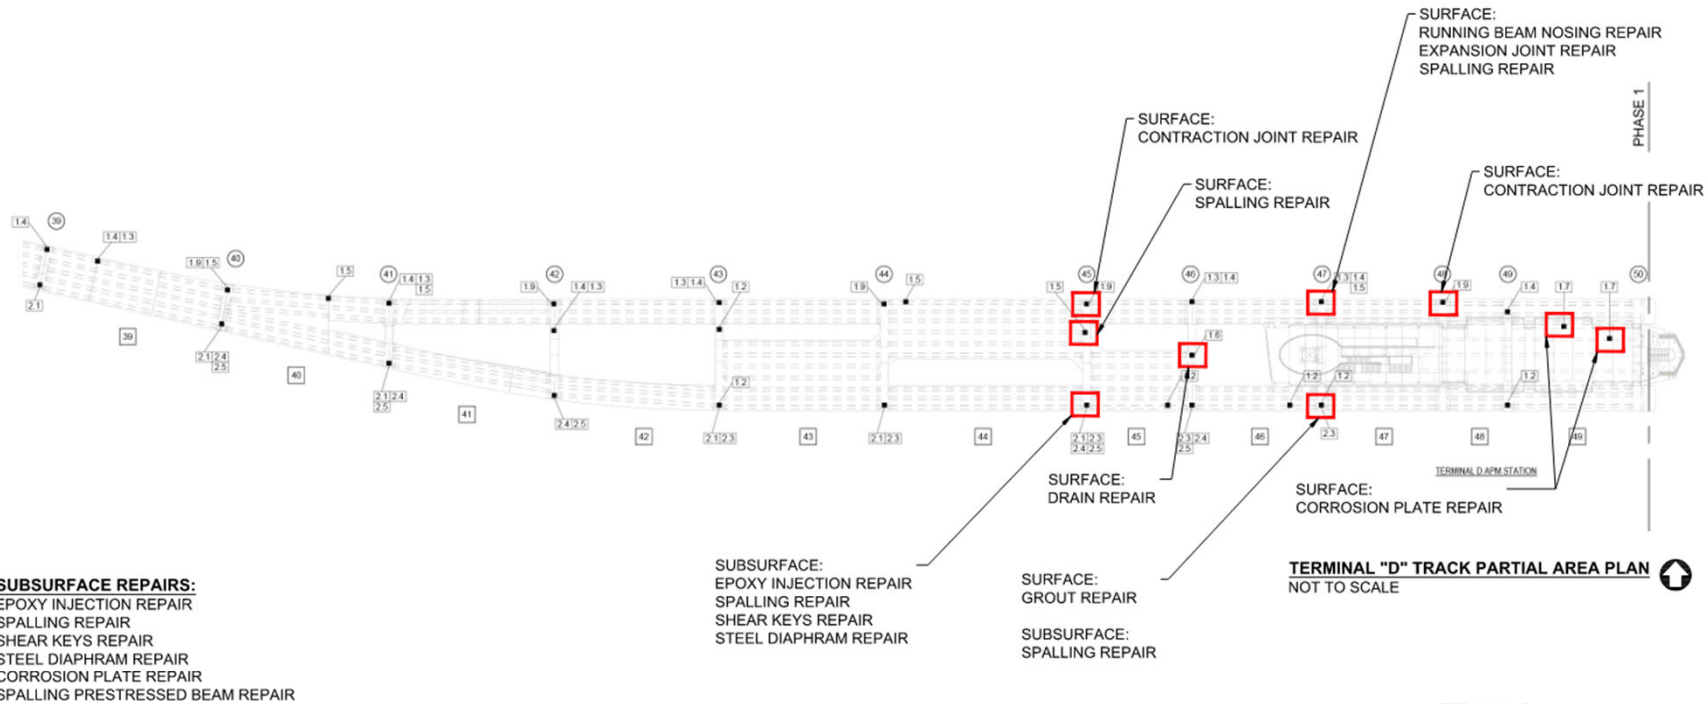 SURFACE:
RUNNING BEAM NOSING REPAIR
EXPANSION JOINT REPAIR
SPALLING REPAIR
PHASE 1
SURFACE:
CONTRACTION JOINT REPAIR
SURFACE:
CONTRACTION JOINT REPAIR
SURFACE:
SPALLING REPAIR
1.4 39
1.4 1.3
1.9 1.5 40
1.5
41 1.4 1.3
1.5
42
1.9
1.4 1.3
43
1.3 1.4
1.2
44
1.9
1.5
45
1.5
1.9
46
1.3 1.4
47 1.3 1.4
1.5
48
1.9
49
1.4
1.7
50
1.7
1.6
2.1
39
2.1 2.4
2.5
40
2.1 2.4
2.5
41
2.4 2.5
42
1.2
2.1 2.3
43
2.1 2.3
44
2.1 2.3
2.4 2.5
45
2.3 2.4
2.5
46
1.2
1.2
2.3
47
48
1.2
49
TERMINAL D APM STATION
SURFACE:
DRAIN REPAIR
SURFACE:
CORROSION PLATE REPAIR
SUBSURFACE:
EPOXY INJECTION REPAIR
SPALLING REPAIR
SHEAR KEYS REPAIR
STEEL DIAPHRAM REPAIR
SURFACE:
GROUT REPAIR
SUBSURFACE:
SPALLING REPAIR
TERMINAL "D" TRACK PARTIAL AREA PLAN
NOT TO SCALE
SUBSURFACE REPAIRS:
EPOXY INJECTION REPAIR
SPALLING REPAIR
SHEAR KEYS REPAIR
STEEL DIAPHRAM REPAIR
CORROSION PLATE REPAIR
SPALLING PRESTRESSED BEAM REPAIR